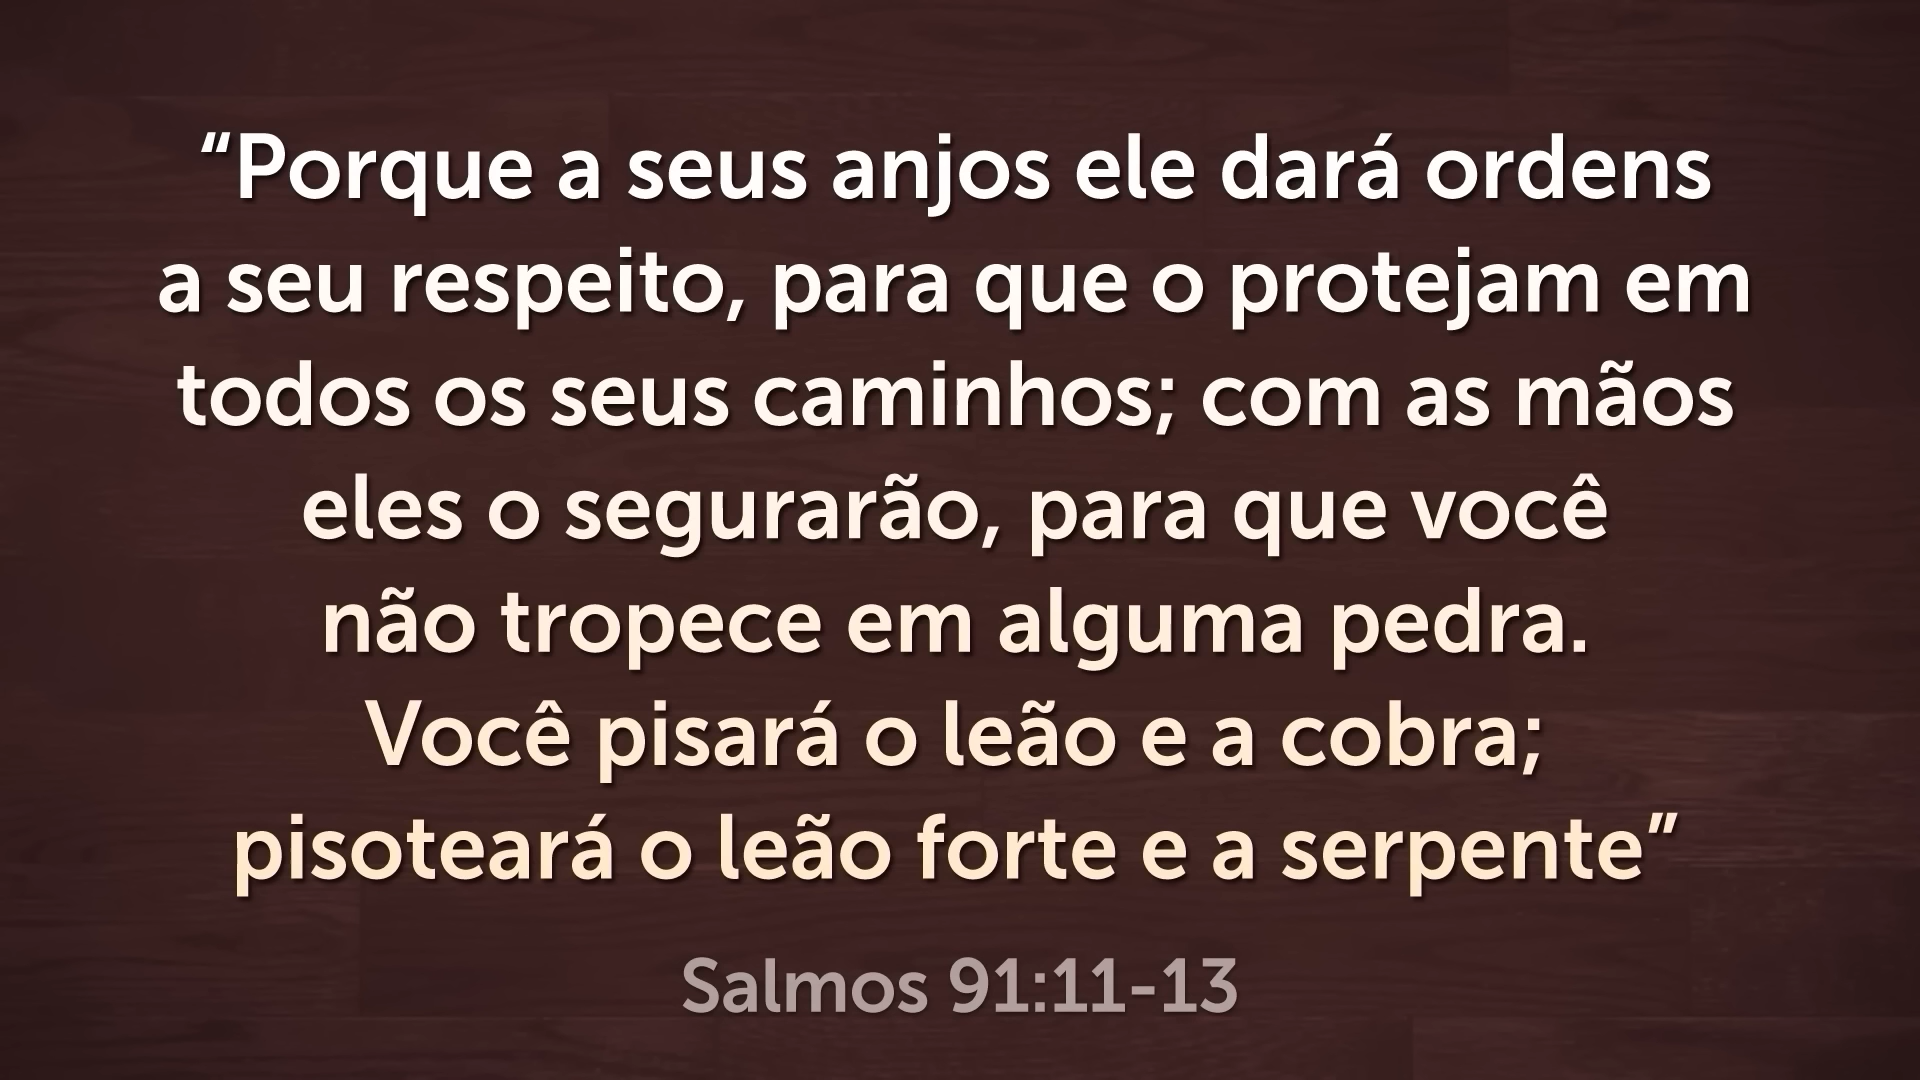 “Porque a seus anjos ele dará ordens
a seu respeito, para que o protejam em
todos os seus caminhos; com as mãos
eles o segurarão, para que você
não tropece em alguma pedra.
Você pisará o leão e a cobra;
pisoteará o leão forte e a serpente”
Salmos 91:11-13